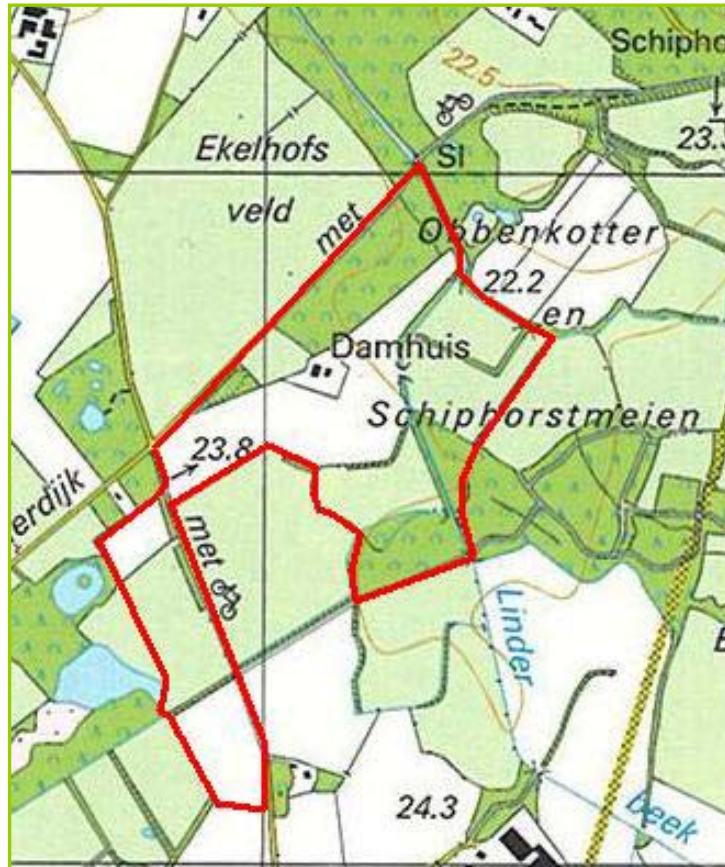 Schipho
22.5
23.
Ekelhofs
veld
Sl
met
Obbenkotter
22.2
en
Damhuis
Schiphorstmeien
23.8
erdijk
met
Linder
24.3
beek